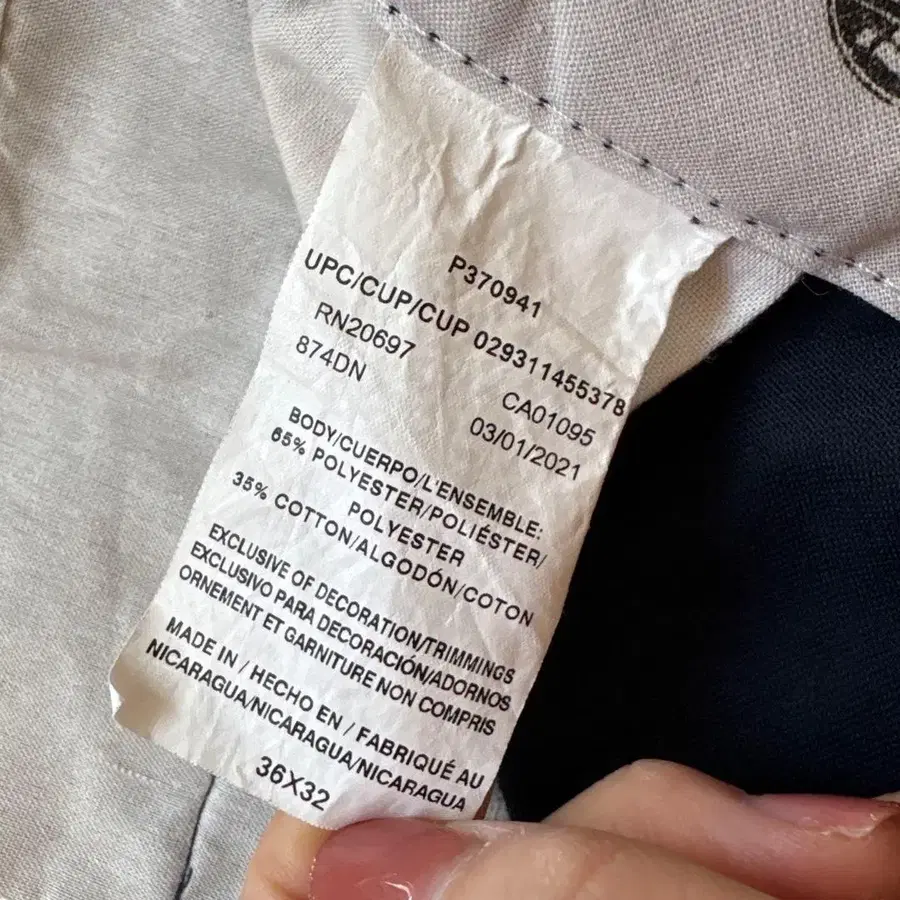 P370941
UPC/CUP/CUP 029311455378
RN20697 CA01095
874DN 03/01/2021
BODY/CUERPO/L'ENSEMBLE:
65% POLYESTER/POLIÉSTER/
POLYESTER
35% COTTON/ALGODÓN/COTON
EXCLUSIVE OF DECORATION/TRIMMINGS
EXCLUSIVO PARA DECORACIÓN/ADORNOS
ORNEMENT ET GARNITURE NON COMPRIS
MADE IN / HECHO EN / FABRIQUÉ AU
NICARAGUA/NICARAGUA/NICARAGUA
36X32